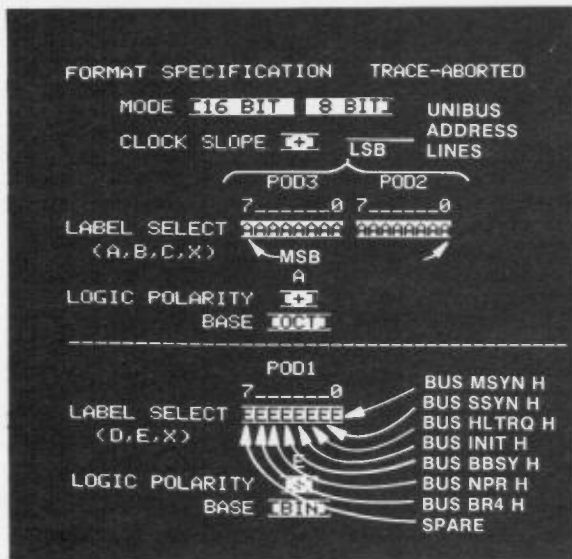 FORMAT SPECIFICATION TRACE-ABORTED
MODE [16 BIT 8 BIT] UNIBUS
ADDRESS
LINES
CLOCK SLOPE [+]
LSB
POD3 POD2
7______0 7______0
LABEL SELECT AAAAAAAA AAAAAAAA
(A,B,C,X) MSB
A
LOGIC POLARITY [+]
BASE [OCT]
POD1
7______0
LABEL SELECT EEEEEEEE
(D,E,X)
E
LOGIC POLARITY
BASE [BIN]
BUS MSYN H
BUS SSYN H
BUS HLTRQ H
BUS INIT H
BUS BBSY H
BUS NPR H
BUS BR4 H
SPARE